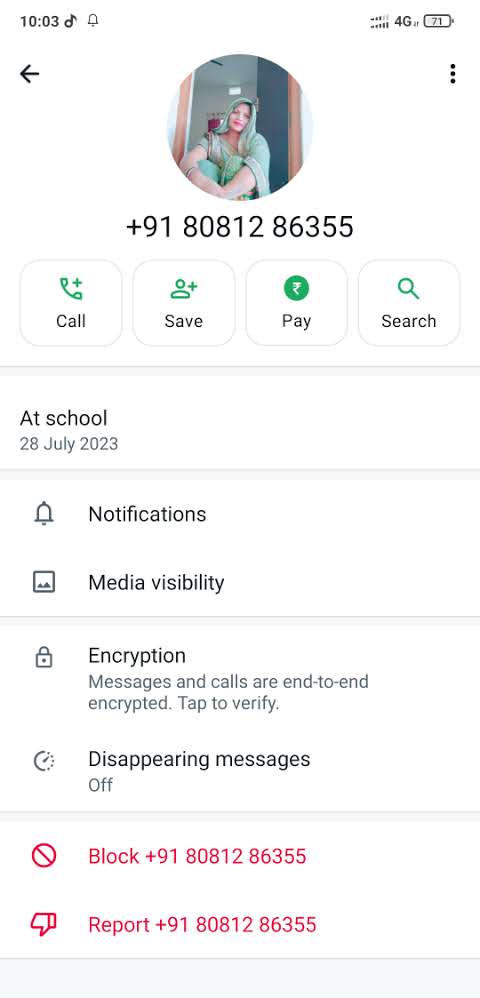 10:03 4G 71
+91 80812 86355
Call Save Pay Search
At school
28 July 2023
Notifications
Media visibility
Encryption
Messages and calls are end-to-end
encrypted. Tap to verify.
Disappearing messages
Off
Block +91 80812 86355
Report +91 80812 86355